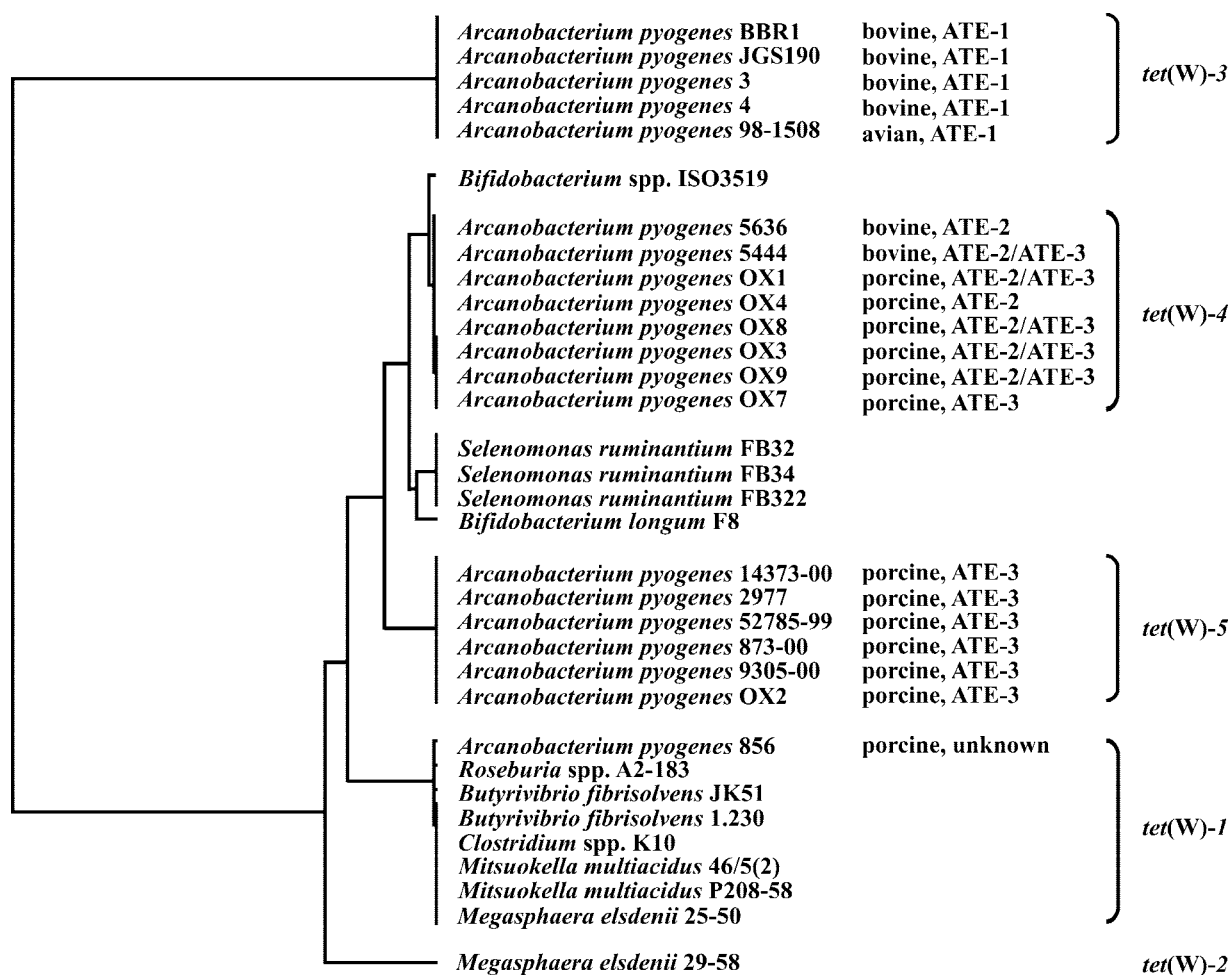 Arcanobacterium pyogenes BBR1 bovine, ATE-1
Arcanobacterium pyogenes JGS190 bovine, ATE-1
Arcanobacterium pyogenes 3 bovine, ATE-1 tet(W)-3
Arcanobacterium pyogenes 4 bovine, ATE-1
Arcanobacterium pyogenes 98-1508 avian, ATE-1
Bifidobacterium spp. ISO3519
Arcanobacterium pyogenes 5636 bovine, ATE-2
Arcanobacterium pyogenes 5444 bovine, ATE-2/ATE-3
Arcanobacterium pyogenes OX1 porcine, ATE-2/ATE-3
Arcanobacterium pyogenes OX4 porcine, ATE-2 tet(W)-4
Arcanobacterium pyogenes OX8 porcine, ATE-2/ATE-3
Arcanobacterium pyogenes OX3 porcine, ATE-2/ATE-3
Arcanobacterium pyogenes OX9 porcine, ATE-2/ATE-3
Arcanobacterium pyogenes OX7 porcine, ATE-3
Selenomonas ruminantium FB32
Selenomonas ruminantium FB34
Selenomonas ruminantium FB322
Bifidobacterium longum F8
Arcanobacterium pyogenes 14373-00 porcine, ATE-3
Arcanobacterium pyogenes 2977 porcine, ATE-3
Arcanobacterium pyogenes 52785-99 porcine, ATE-3 tet(W)-5
Arcanobacterium pyogenes 873-00 porcine, ATE-3
Arcanobacterium pyogenes 9305-00 porcine, ATE-3
Arcanobacterium pyogenes OX2 porcine, ATE-3
Arcanobacterium pyogenes 856 porcine, unknown
Roseburia spp. A2-183
Butyrivibrio fibrisolvens JK51
Butyrivibrio fibrisolvens 1.230 tet(W)-1
Clostridium spp. K10
Mitsuokella multiacidus 46/5(2)
Mitsuokella multiacidus P208-58
Megasphaera elsdenii 25-50
Megasphaera elsdenii 29-58 tet(W)-2